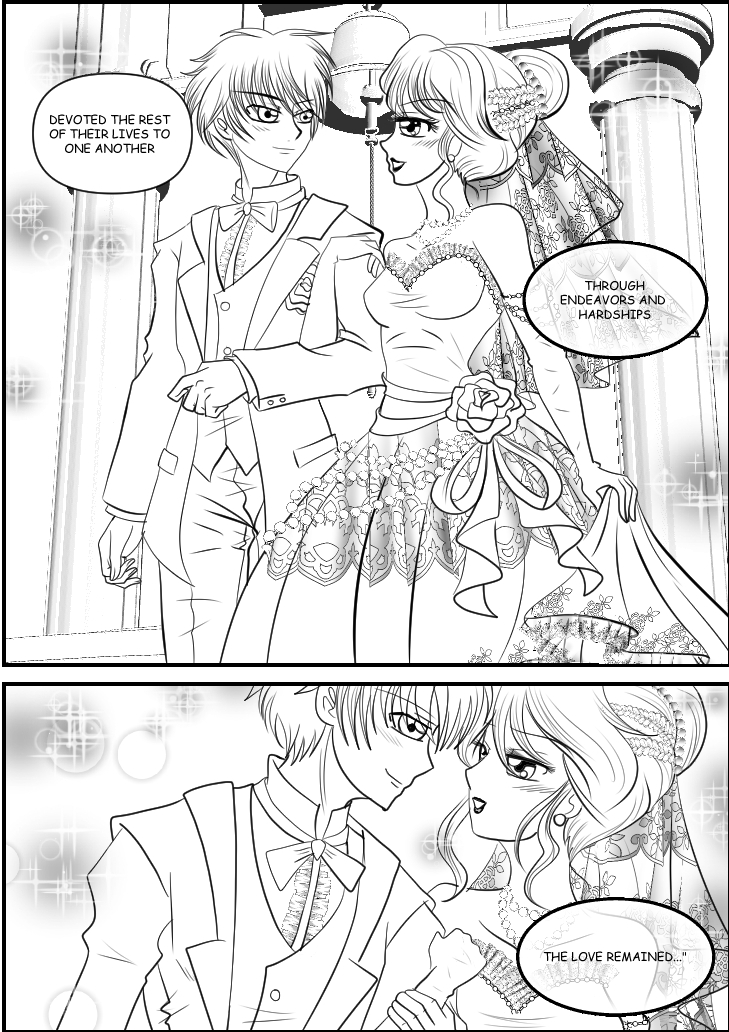 DEVOTED THE REST
OF THEIR LIVES TO
ONE ANOTHER
THROUGH
ENDEAVORS AND
HARDSHIPS
THE LOVE REMAINED..."